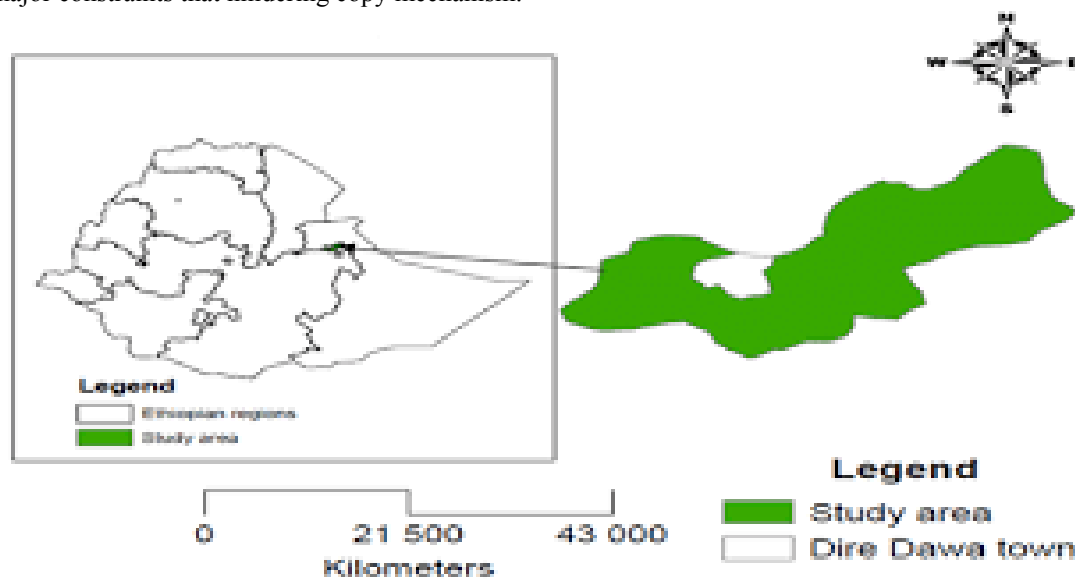 major constraints that hindering copy mechanism.
N
W
E
S
Legend
Ethiopian regions
Study area
Legend
Study area
Dire Dawa town
0 21 500 43 000
Kilometers